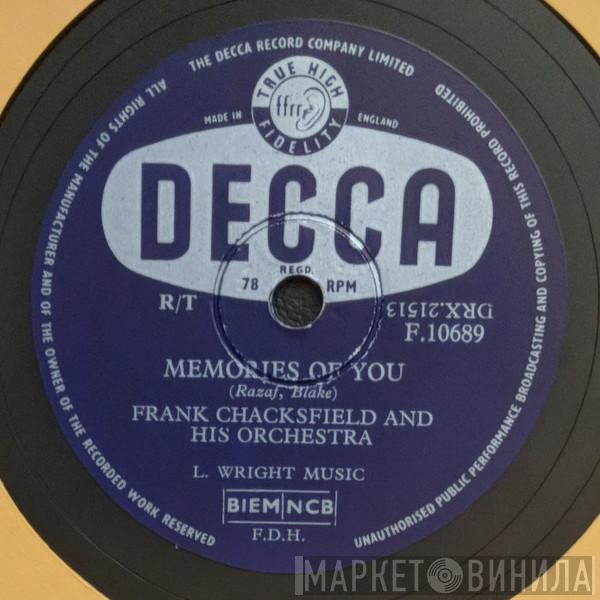 THE DECCA RECORD COMPANY LIMITED
ALL RIGHTS OF THE MANUFACTURER AND OF THE OWNER OF THE RECORDED WORK RESERVED
UNAUTHORISED PUBLIC PERFORMANCE BROADCASTING AND COPYING OF THIS RECORD PROHIBITED
TRUE HIGH
ffrr
FIDELITY
MADE IN ENGLAND
DECCA
REGD.
78 RPM
R/T
DRX.21513
F.10689
MEMORIES OF YOU
(Razaf, Blake)
FRANK CHACKSFIELD AND
HIS ORCHESTRA
L. WRIGHT MUSIC
BIEM NCB
F.D.H.
МАРКЕТ ВИНИЛА